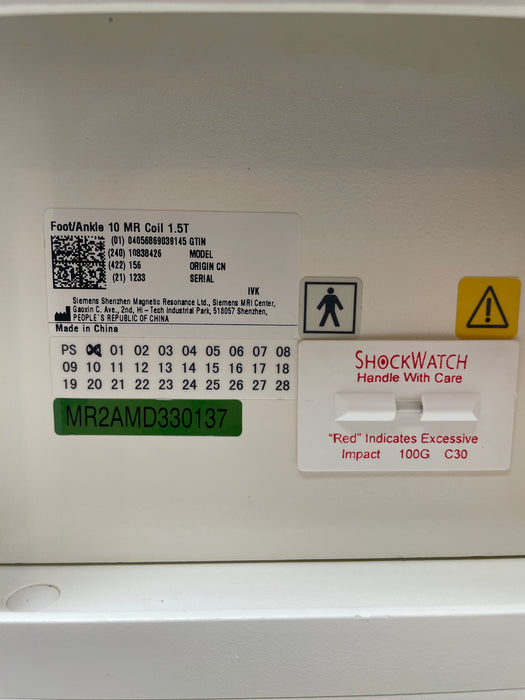 Foot/Ankle 10 MR Coil 1.5T
(01) 04056869039145 GTIN
(240) 10838426 MODEL
(422) 156 ORIGIN CN
(21) 1233 SERIAL
IVK
Siemens Shenzhen Magnetic Resonance Ltd., Siemens MRI Center,
Gaoxin C. Ave., 2nd, Hi-Tech Industrial Park, 518057 Shenzhen,
PEOPLE'S REPUBLIC OF CHINA
Made in China
PS 01 02 03 04 05 06 07 08
09 10 11 12 13 14 15 16 17 18
19 20 21 22 23 24 25 26 27 28
MR2AMD330137
SHOCKWATCH
Handle With Care
"Red" Indicates Excessive
Impact 100G C30